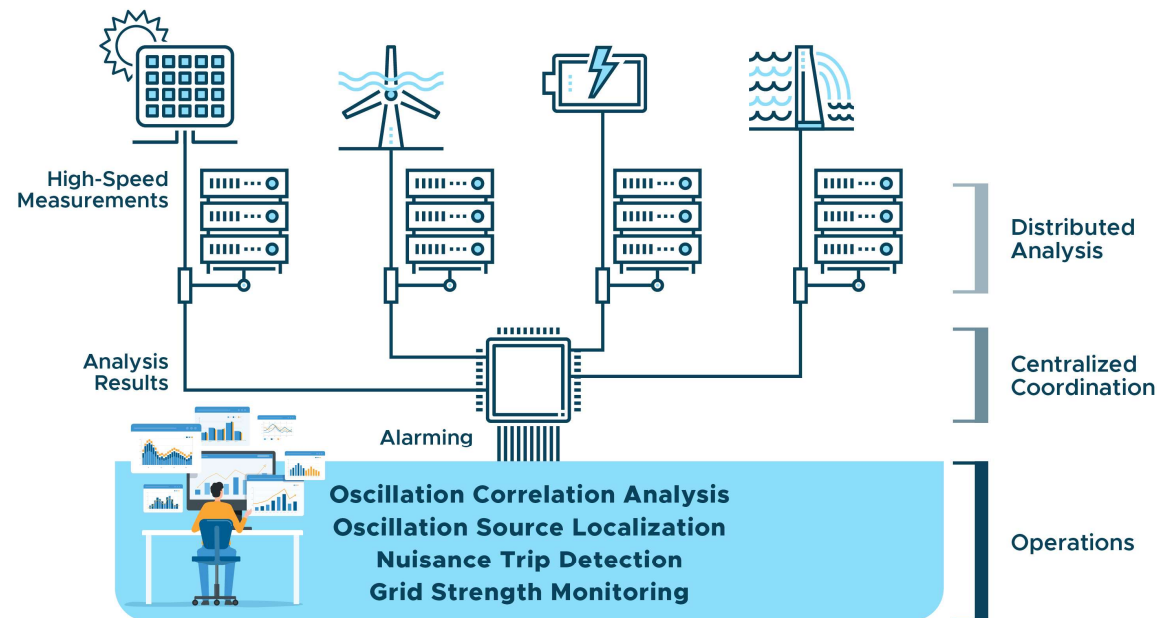 High-Speed
Measurements
Distributed
Analysis
Analysis
Results
Centralized
Coordination
Alarming
Oscillation Correlation Analysis
Oscillation Source Localization
Nuisance Trip Detection
Grid Strength Monitoring
Operations